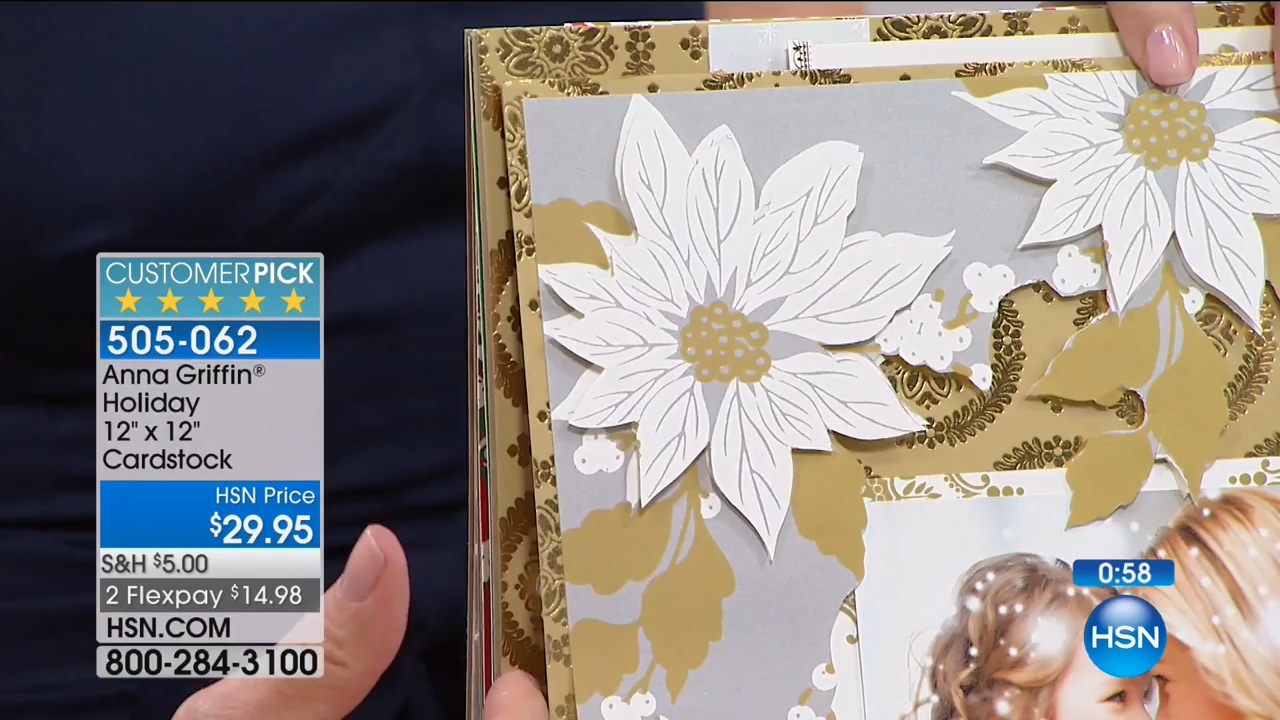 CUSTOMERPICK
505-062
Anna Griffin®
Holiday
12" x 12"
Cardstock
HSN Price
$29.95
S&H $5.00
2 Flexpay $14.98
HSN.COM
800-284-3100
0:58
HSN